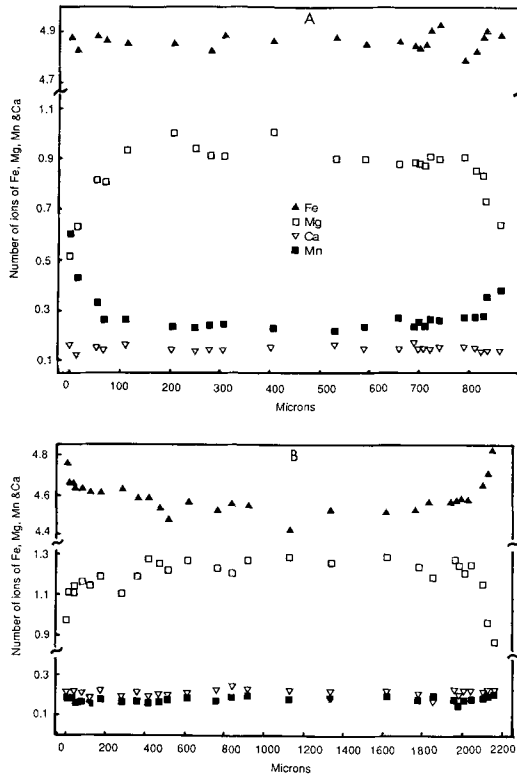 A
4.9
4.7
1.1
0.9
0.7
0.5
0.3
0.1
Number of ions of Fe, Mg, Mn &Ca
Fe
Mg
Ca
Mn
0 100 200 300 400 500 600 700 800
Microns
B
4.8
4.6
4.4
1.3
1.1
0.9
0.3
0.1
Number of ions of Fe, Mg, Mn &Ca
0 200 400 600 800 1000 1200 1400 1600 1800 2000 2200
Microns